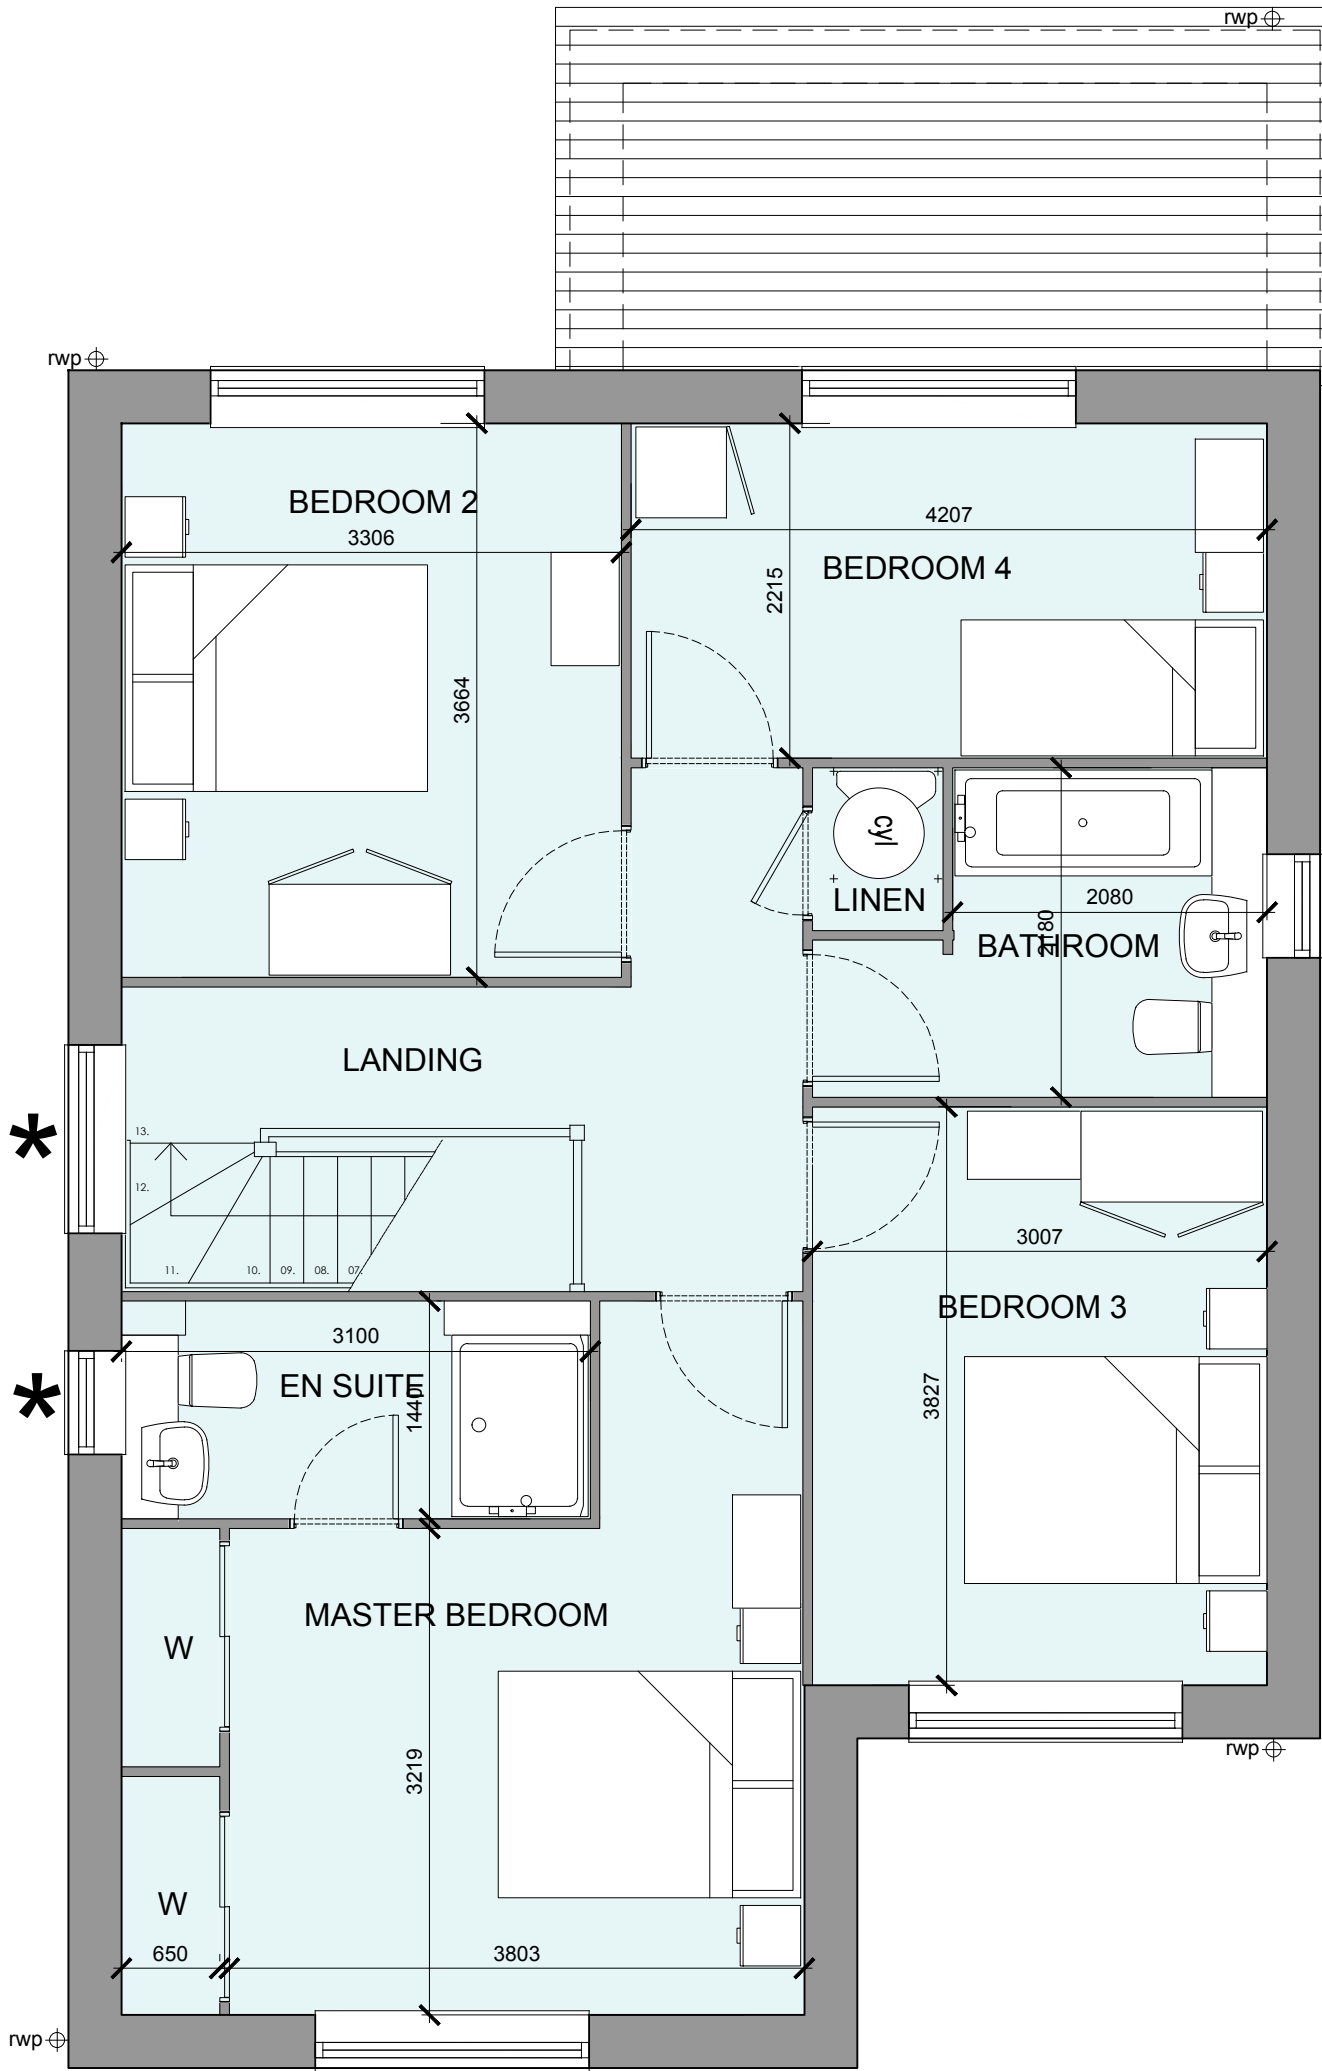 rwp
rwp
BEDROOM 2
3306
4207
BEDROOM 4
2215
3664
cyl
LINEN
2080
BATHROOM
2180
LANDING
*
13.
12.
11.
10.
09.
08.
07.
3007
BEDROOM 3
3100
EN SUITE
1440
*
3827
MASTER BEDROOM
W
3219
rwp
W
650
3803
rwp